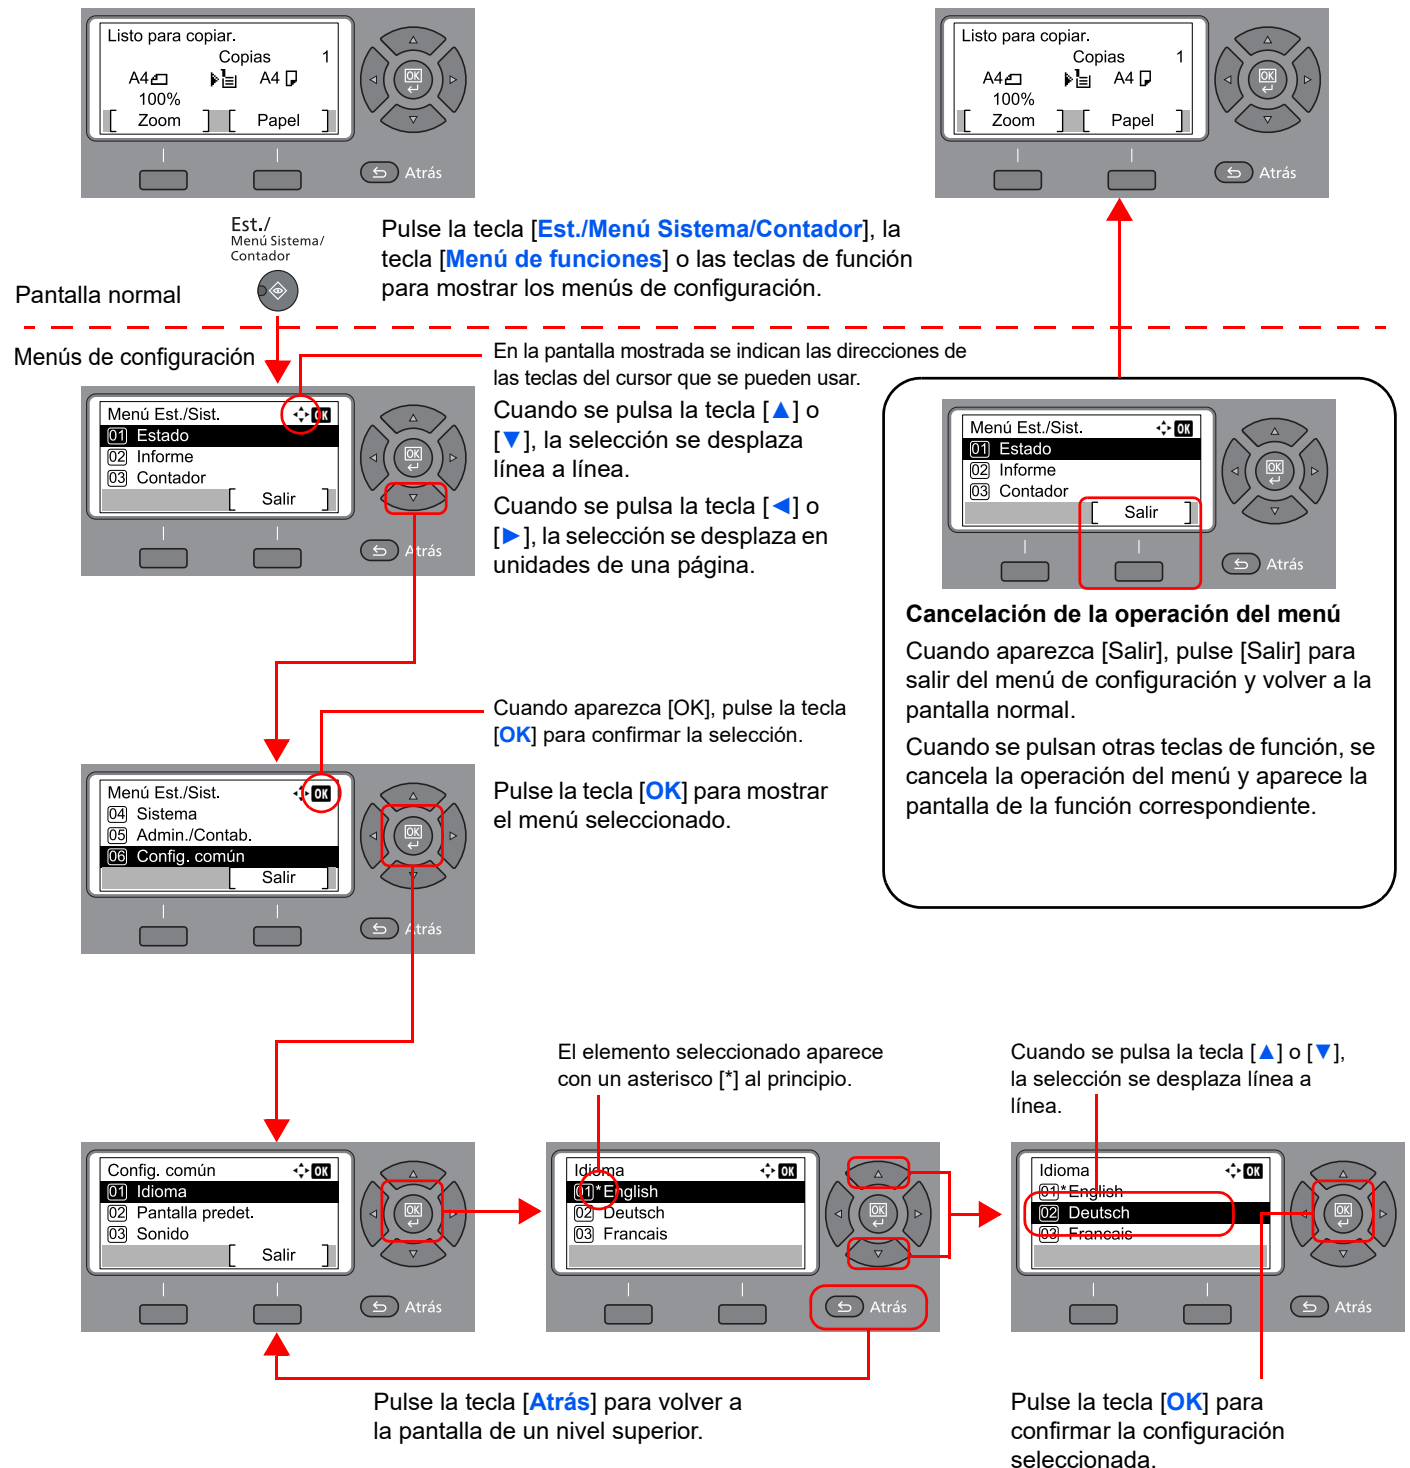 Listo para copiar.
Copias 1
A4 A4
100%
[ Zoom ] [ Papel ]
Atrás
Listo para copiar.
Copias 1
A4 A4
100%
[ Zoom ] [ Papel ]
Atrás
Est./
Menú Sistema/
Contador
Pulse la tecla [Est./Menú Sistema/Contador], la
tecla [Menú de funciones] o las teclas de función
para mostrar los menús de configuración.
Pantalla normal
Menús de configuración
En la pantalla mostrada se indican las direcciones de
las teclas del cursor que se pueden usar.
Menú Est./Sist. OK
01 Estado
02 Informe
03 Contador
[ Salir ]
OK
Atrás
Cuando se pulsa la tecla [▲] o
[▼], la selección se desplaza
línea a línea.
Cuando se pulsa la tecla [◄] o
[►], la selección se desplaza en
unidades de una página.
Menú Est./Sist. OK
01 Estado
02 Informe
03 Contador
[ Salir ]
OK
Atrás
Cancelación de la operación del menú
Cuando aparezca [Salir], pulse [Salir] para
salir del menú de configuración y volver a la
pantalla normal.
Cuando se pulsan otras teclas de función, se
cancela la operación del menú y aparece la
pantalla de la función correspondiente.
Cuando aparezca [OK], pulse la tecla
[OK] para confirmar la selección.
Pulse la tecla [OK] para mostrar
el menú seleccionado.
Menú Est./Sist. OK
04 Sistema
05 Admin./Contab.
06 Config. común
[ Salir ]
OK
Atrás
El elemento seleccionado aparece
con un asterisco [*] al principio.
Cuando se pulsa la tecla [▲] o [▼],
la selección se desplaza línea a
línea.
Config. común OK
01 Idioma
02 Pantalla predet.
03 Sonido
[ Salir ]
OK
Atrás
Idioma OK
01 *English
02 Deutsch
03 Francais
OK
Atrás
Idioma OK
01 *English
02 Deutsch
03 Francais
OK
Atrás
Pulse la tecla [Atrás] para volver a
la pantalla de un nivel superior.
Pulse la tecla [OK] para
confirmar la configuración
seleccionada.